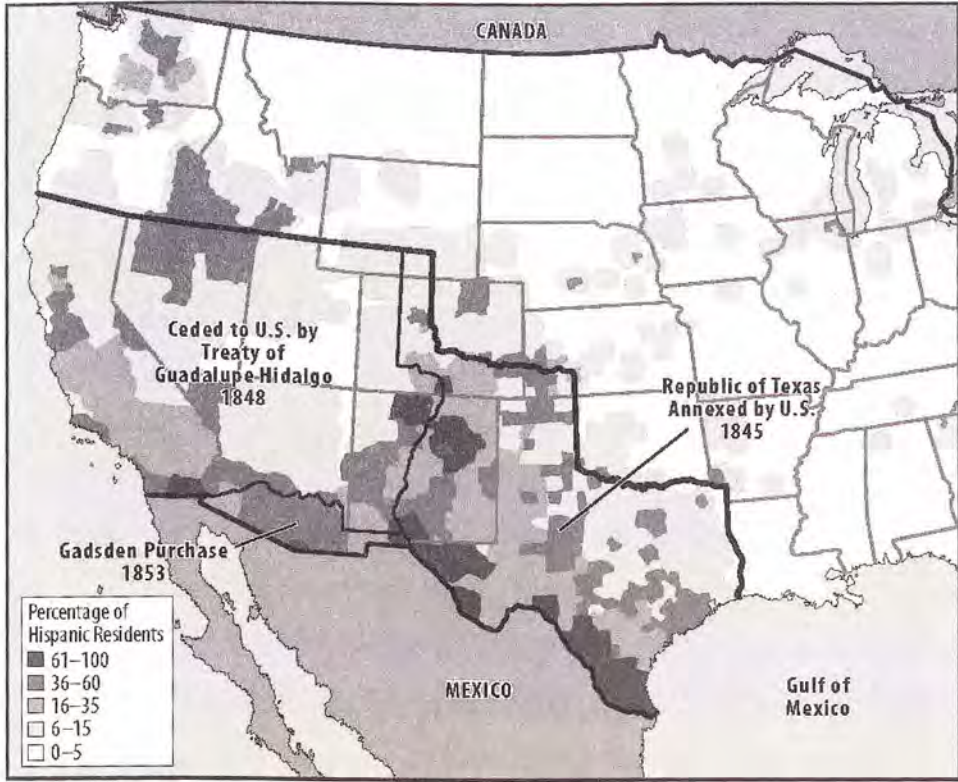 CANADA
Ceded to U.S. by
Treaty of
Guadalupe-Hidalgo
1848
Republic of Texas
Annexed by U.S.
1845
Gadsden Purchase
1853
Percentage of
Hispanic Residents
61–100
36–60
16–35
6–15
0–5
MEXICO
Gulf of
Mexico